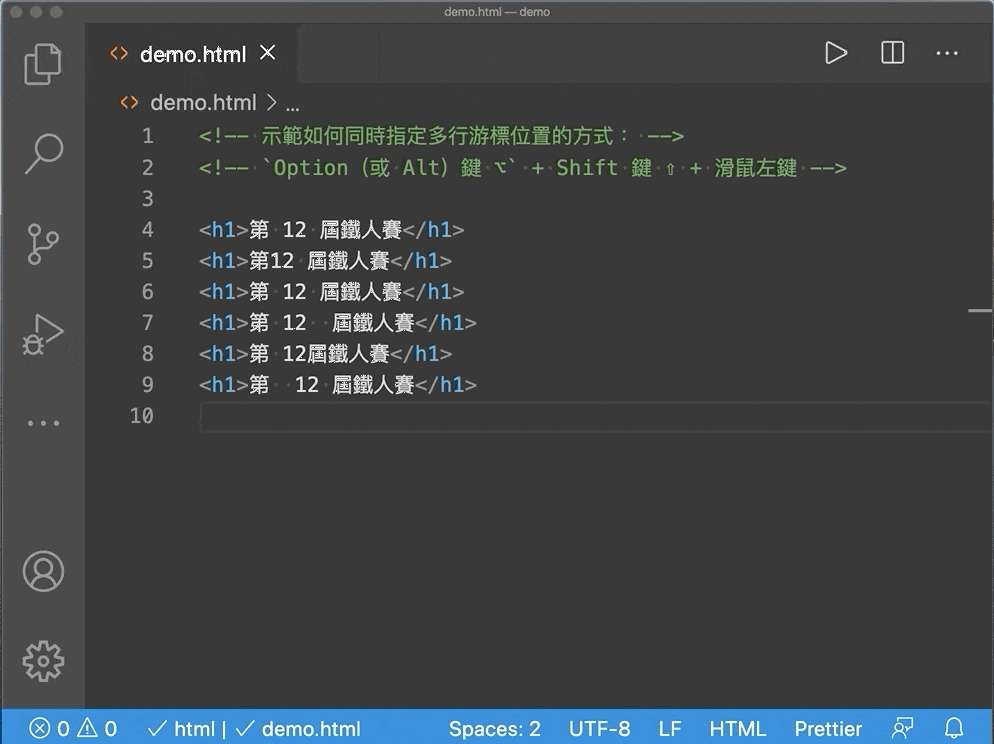 demo.html — demo
demo.html
demo.html > ...
1 <!-- 示範如何同時指定多行游標位置的方式： -->
2 <!-- `Option (或 Alt) 鍵 ⌥` + Shift 鍵 ⇧ + 滑鼠左鍵 -->
3
4 <h1>第 12 屆鐵人賽</h1>
5 <h1>第12 屆鐵人賽</h1>
6 <h1>第 12 屆鐵人賽</h1>
7 <h1>第 12  屆鐵人賽</h1>
8 <h1>第 12屆鐵人賽</h1>
9 <h1>第  12 屆鐵人賽</h1>
10
0 0 html | demo.html Spaces: 2 UTF-8 LF HTML Prettier